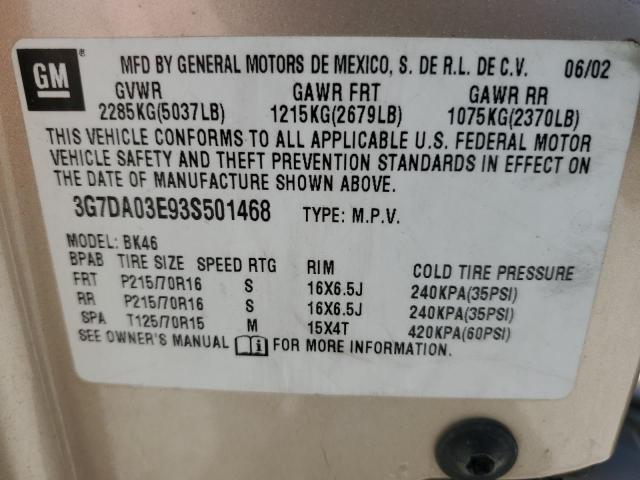 GM®
MFD BY GENERAL MOTORS DE MEXICO, S. DE R.L. DE C.V. 06/02
GVWR GAWR FRT GAWR RR
2285KG(5037LB) 1215KG(2679LB) 1075KG(2370LB)
THIS VEHICLE CONFORMS TO ALL APPLICABLE U.S. FEDERAL MOTOR
VEHICLE SAFETY AND THEFT PREVENTION STANDARDS IN EFFECT ON
THE DATE OF MANUFACTURE SHOWN ABOVE.
3G7DA03E93S501468 TYPE: M.P.V.
MODEL: BK46
BPAB TIRE SIZE SPEED RTG RIM COLD TIRE PRESSURE
FRT P215/70R16 S 16X6.5J 240KPA(35PSI)
RR P215/70R16 S 16X6.5J 240KPA(35PSI)
SPA T125/70R15 M 15X4T 420KPA(60PSI)
SEE OWNER'S MANUAL FOR MORE INFORMATION.